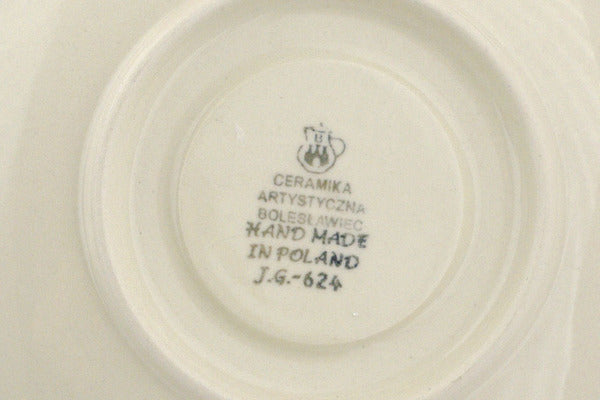 B
CERAMIKA
ARTYSTYCZNA
BOLESŁAWIEC
HAND MADE
IN POLAND
J.G.-624